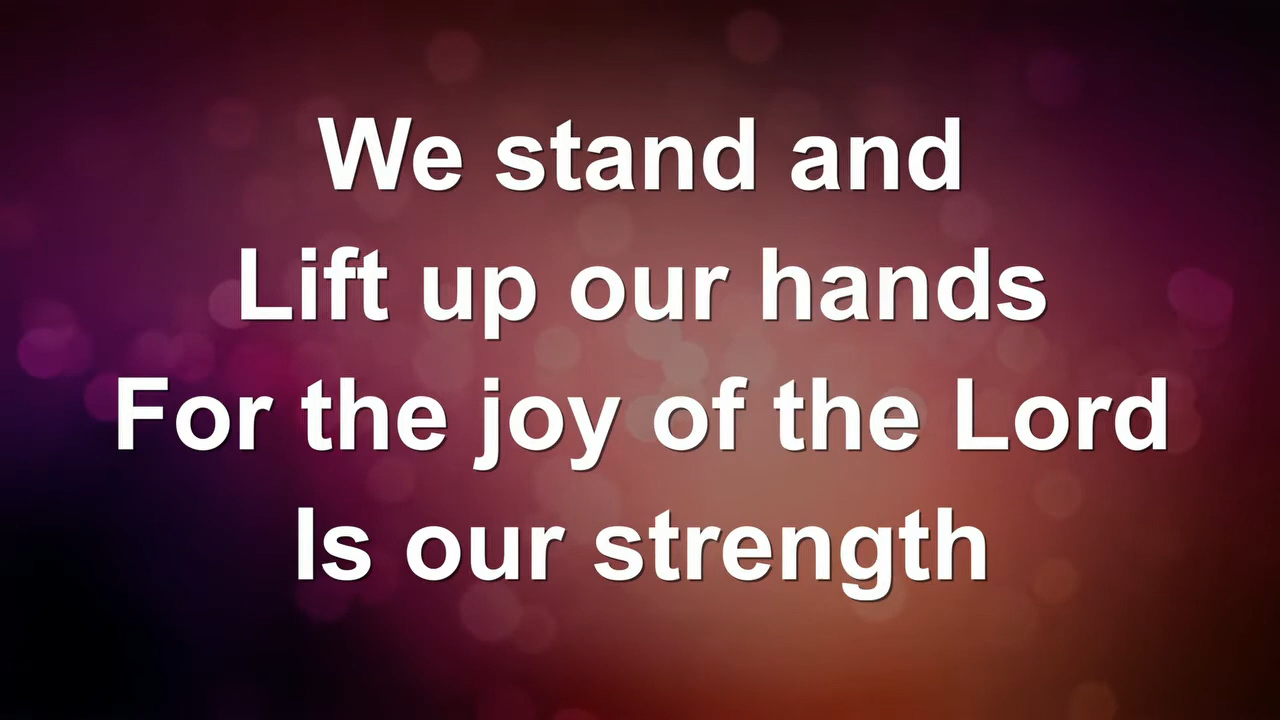 We stand and
Lift up our hands
For the joy of the Lord
Is our strength